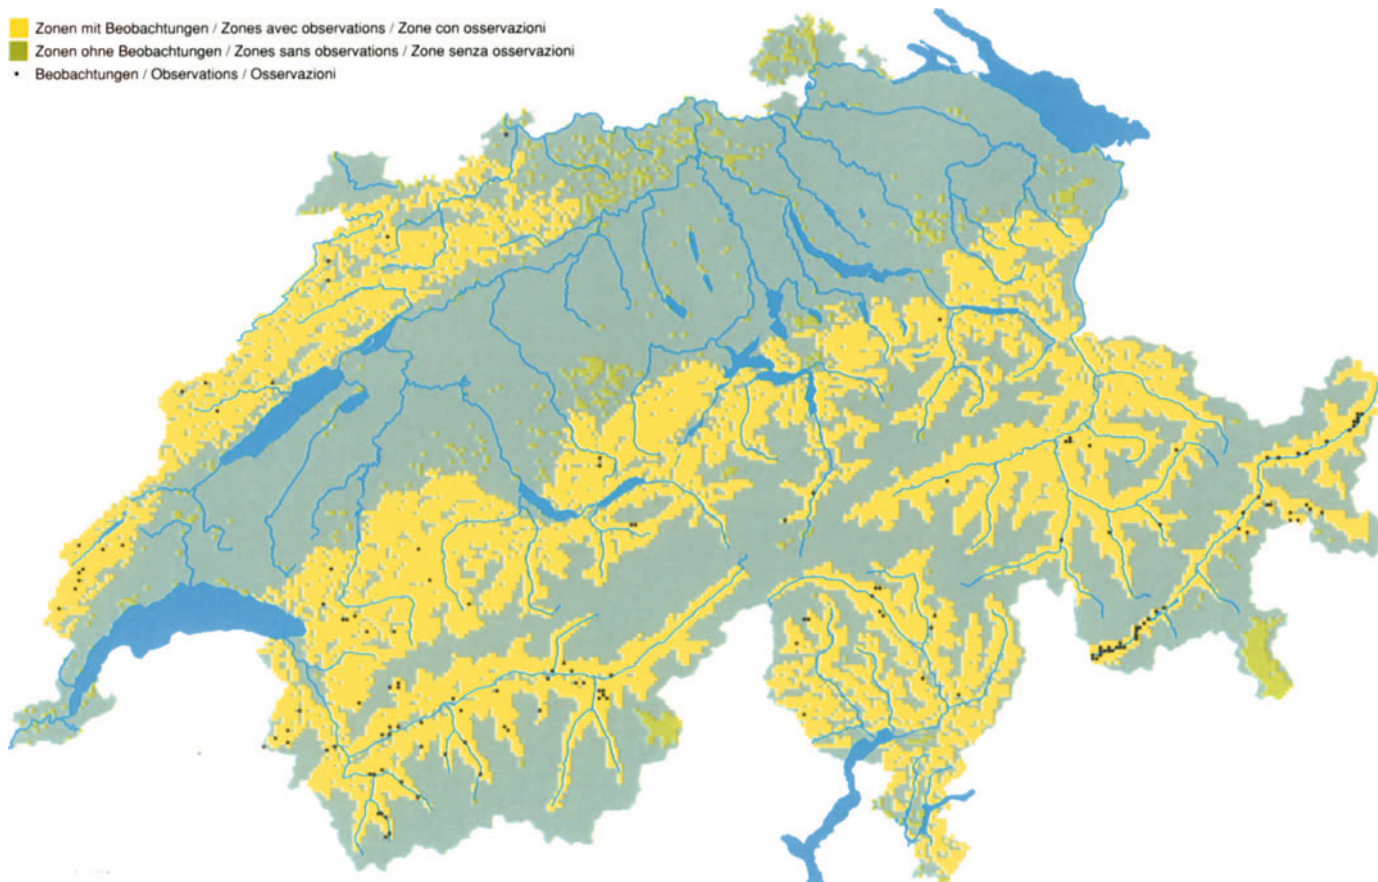 Zonen mit Beobachtungen / Zones avec observations / Zone con osservazioni
Zonen ohne Beobachtungen / Zones sans observations / Zone senza osservazioni
Beobachtungen / Observations / Osservazioni